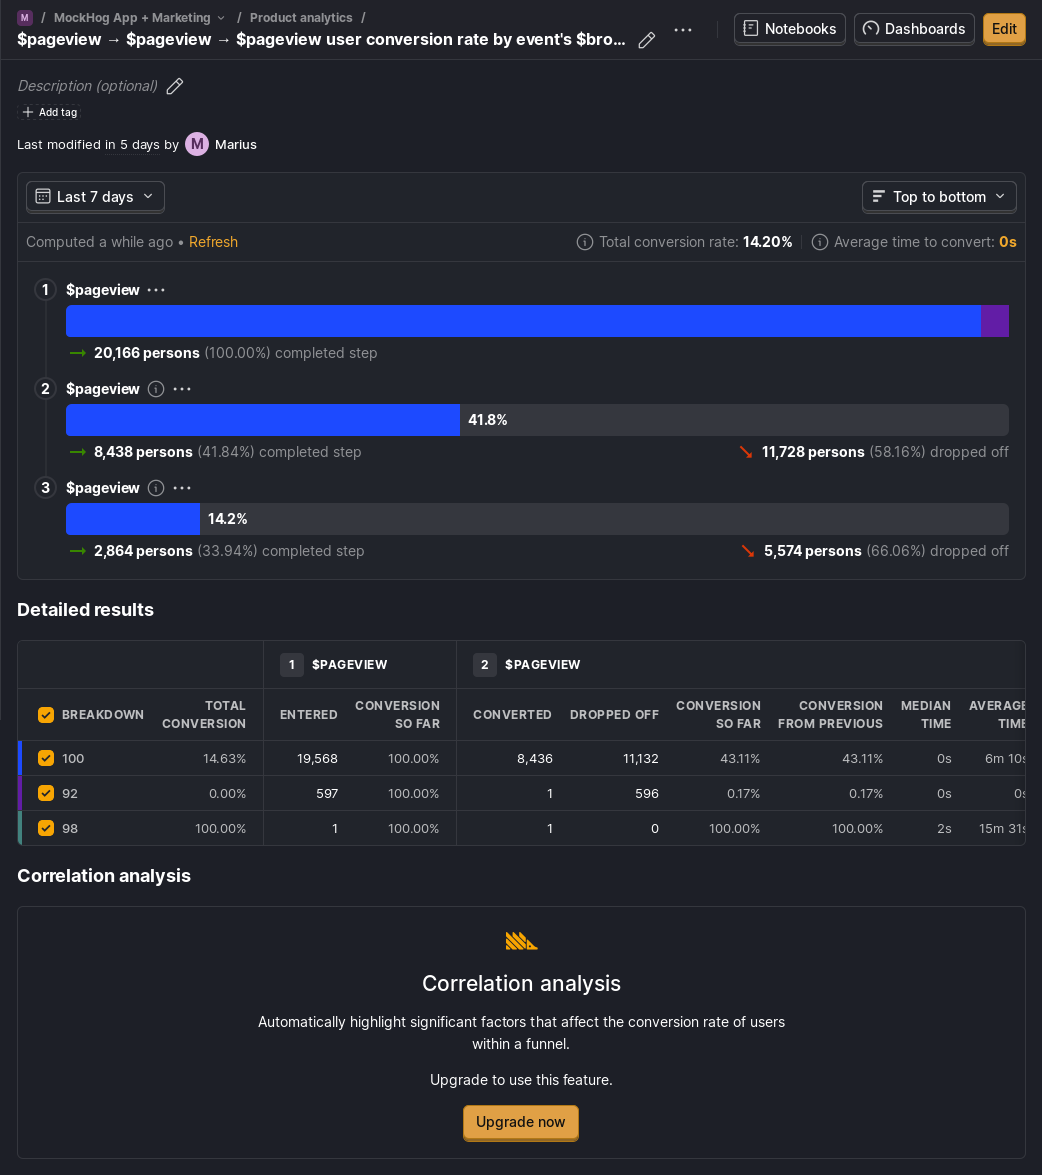 M / MockHog App + Marketing / Product analytics /
$pageview → $pageview → $pageview user conversion rate by event's $bro...
Notebooks
Dashboards
Edit
Description (optional)
Add tag
Last modified in 5 days by M Marius
Last 7 days
Top to bottom
Computed a while ago • Refresh
Total conversion rate: 14.20%
Average time to convert: 0s
1 $pageview
20,166 persons (100.00%) completed step
2 $pageview
41.8%
8,438 persons (41.84%) completed step
11,728 persons (58.16%) dropped off
3 $pageview
14.2%
2,864 persons (33.94%) completed step
5,574 persons (66.06%) dropped off
Detailed results
1 $PAGEVIEW
2 $PAGEVIEW
BREAKDOWN
TOTAL
CONVERSION
ENTERED
CONVERSION
SO FAR
CONVERTED
DROPPED OFF
CONVERSION
SO FAR
CONVERSION
FROM PREVIOUS
MEDIAN
TIME
AVERAGE
TIME
100 14.63% 19,568 100.00% 8,436 11,132 43.11% 43.11% 0s 6m 10s
92 0.00% 597 100.00% 1 596 0.17% 0.17% 0s 0s
98 100.00% 1 100.00% 1 0 100.00% 100.00% 2s 15m 31s
Correlation analysis
Correlation analysis
Automatically highlight significant factors that affect the conversion rate of users
within a funnel.
Upgrade to use this feature.
Upgrade now